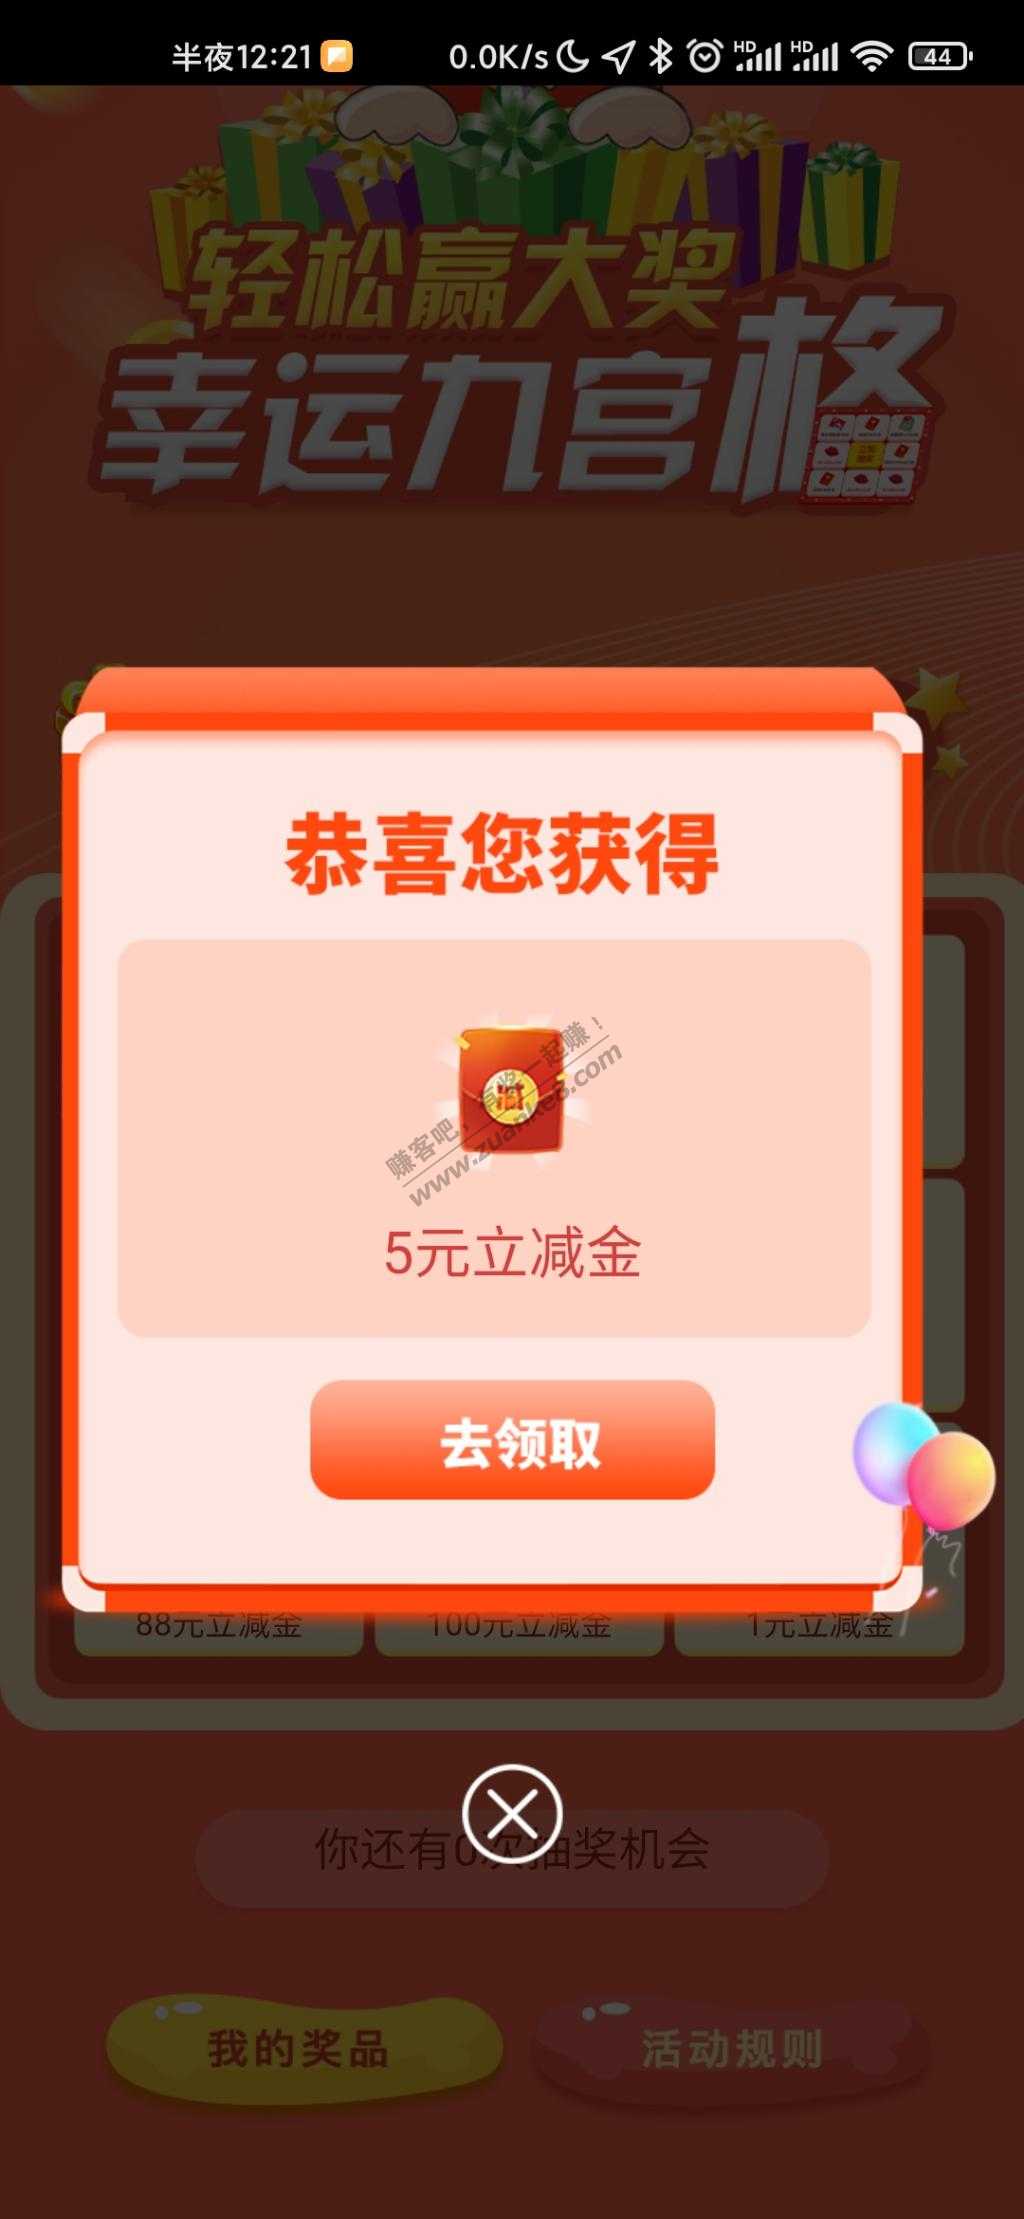 半夜12:21 0.0K/s HD HD 44
轻松赢大奖
幸运九宫格
恭喜您获得
赚客吧，有奖一起赚！
www.zuanke8.com
5元立减金
去领取
88元立减金 100元立减金 1元立减金
你还有0次抽奖机会
我的奖品 活动规则